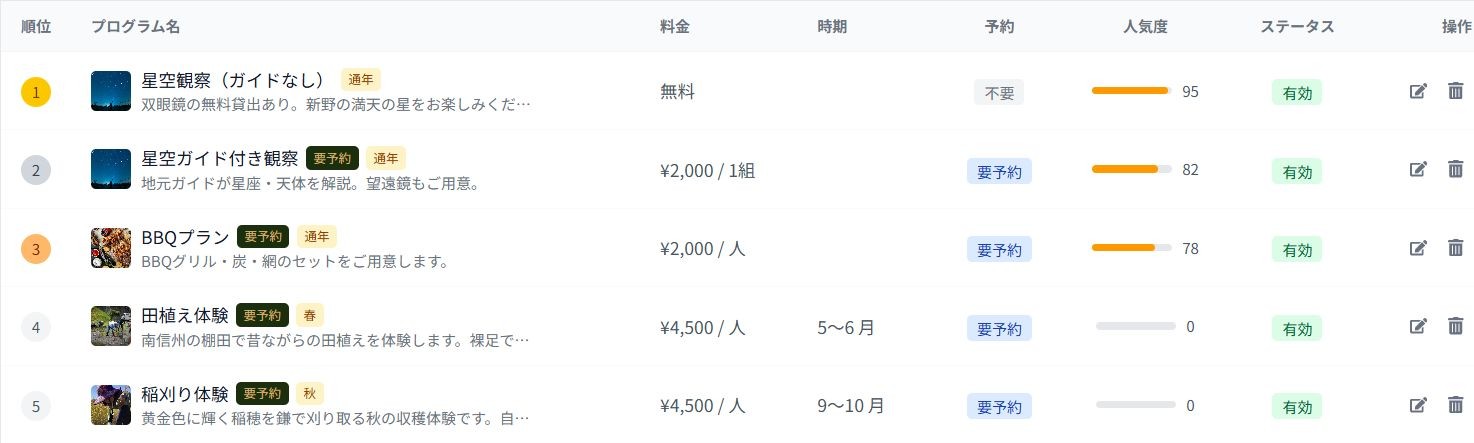 順位 プログラム名 料金 時期 予約 人気度 ステータス 操作
1 星空観察（ガイドなし） 通年 無料 不要 95 有効
双眼鏡の無料貸出あり。新野の満天の星をお楽しみくだ…
2 星空ガイド付き観察 要予約 通年 ¥2,000 / 1組 要予約 82 有効
地元ガイドが星座・天体を解説。望遠鏡もご用意。
3 BBQプラン 要予約 通年 ¥2,000 / 人 要予約 78 有効
BBQグリル・炭・網のセットをご用意します。
4 田植え体験 要予約 春 ¥4,500 / 人 5〜6 月 要予約 0 有効
南信州の棚田で昔ながらの田植えを体験します。裸足で…
5 稲刈り体験 要予約 秋 ¥4,500 / 人 9〜10 月 要予約 0 有効
黄金色に輝く稲穂を鎌で刈り取る秋の収穫体験です。自…